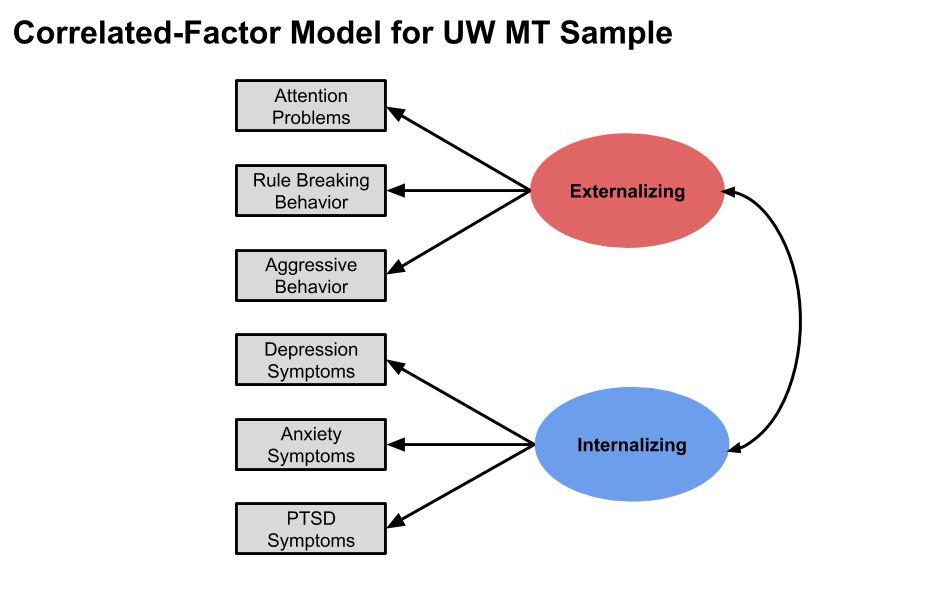 Correlated-Factor Model for UW MT Sample
Attention
Problems
Rule Breaking
Behavior
Aggressive
Behavior
Externalizing
Depression
Symptoms
Anxiety
Symptoms
PTSD
Symptoms
Internalizing